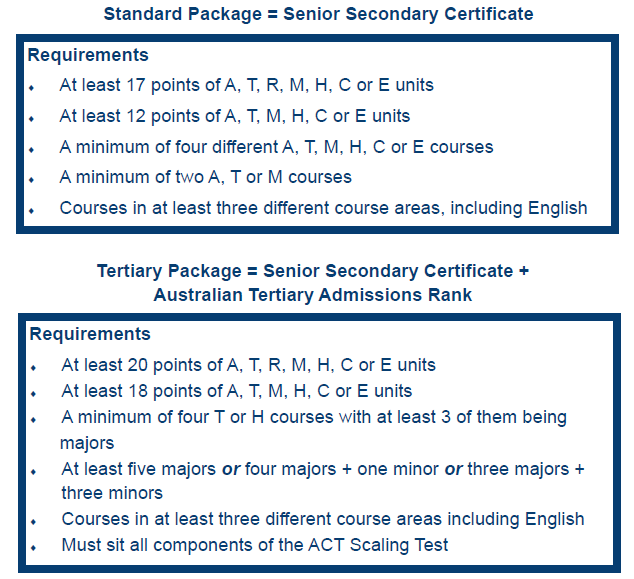 Standard Package = Senior Secondary Certificate
Requirements
⬧ At least 17 points of A, T, R, M, H, C or E units
⬧ At least 12 points of A, T, M, H, C or E units
⬧ A minimum of four different A, T, M, H, C or E courses
⬧ A minimum of two A, T or M courses
⬧ Courses in at least three different course areas, including English
Tertiary Package = Senior Secondary Certificate +
Australian Tertiary Admissions Rank
Requirements
⬧ At least 20 points of A, T, R, M, H, C or E units
⬧ At least 18 points of A, T, M, H, C or E units
⬧ A minimum of four T or H courses with at least 3 of them being
majors
⬧ At least five majors or four majors + one minor or three majors +
three minors
⬧ Courses in at least three different course areas including English
⬧ Must sit all components of the ACT Scaling Test